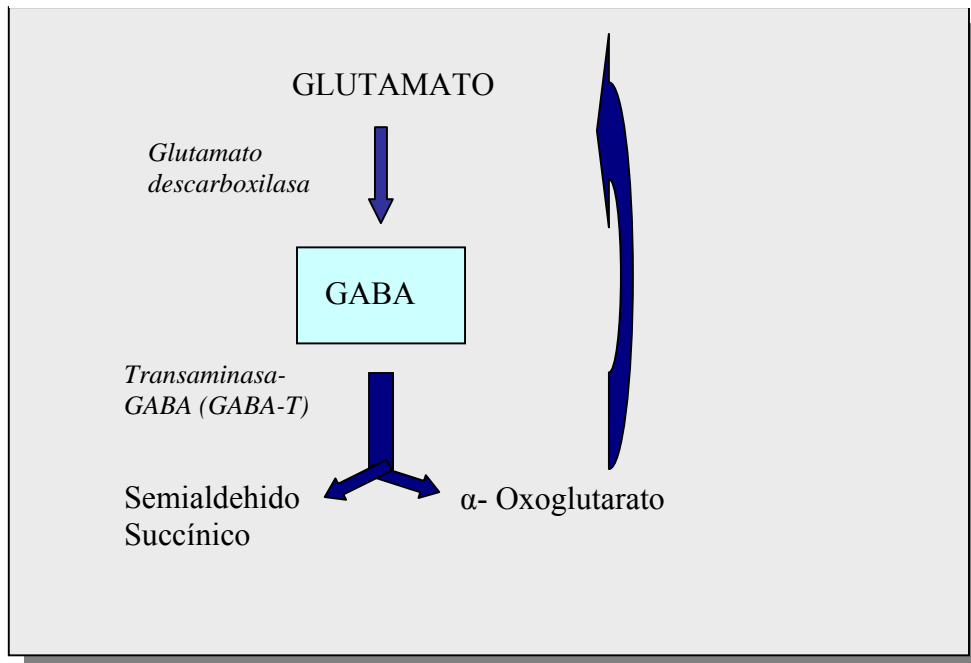 GLUTAMATO
Glutamato
descarboxilasa
GABA
Transaminasa-
GABA (GABA-T)
Semialdehido
Succínico
α- Oxoglutarato